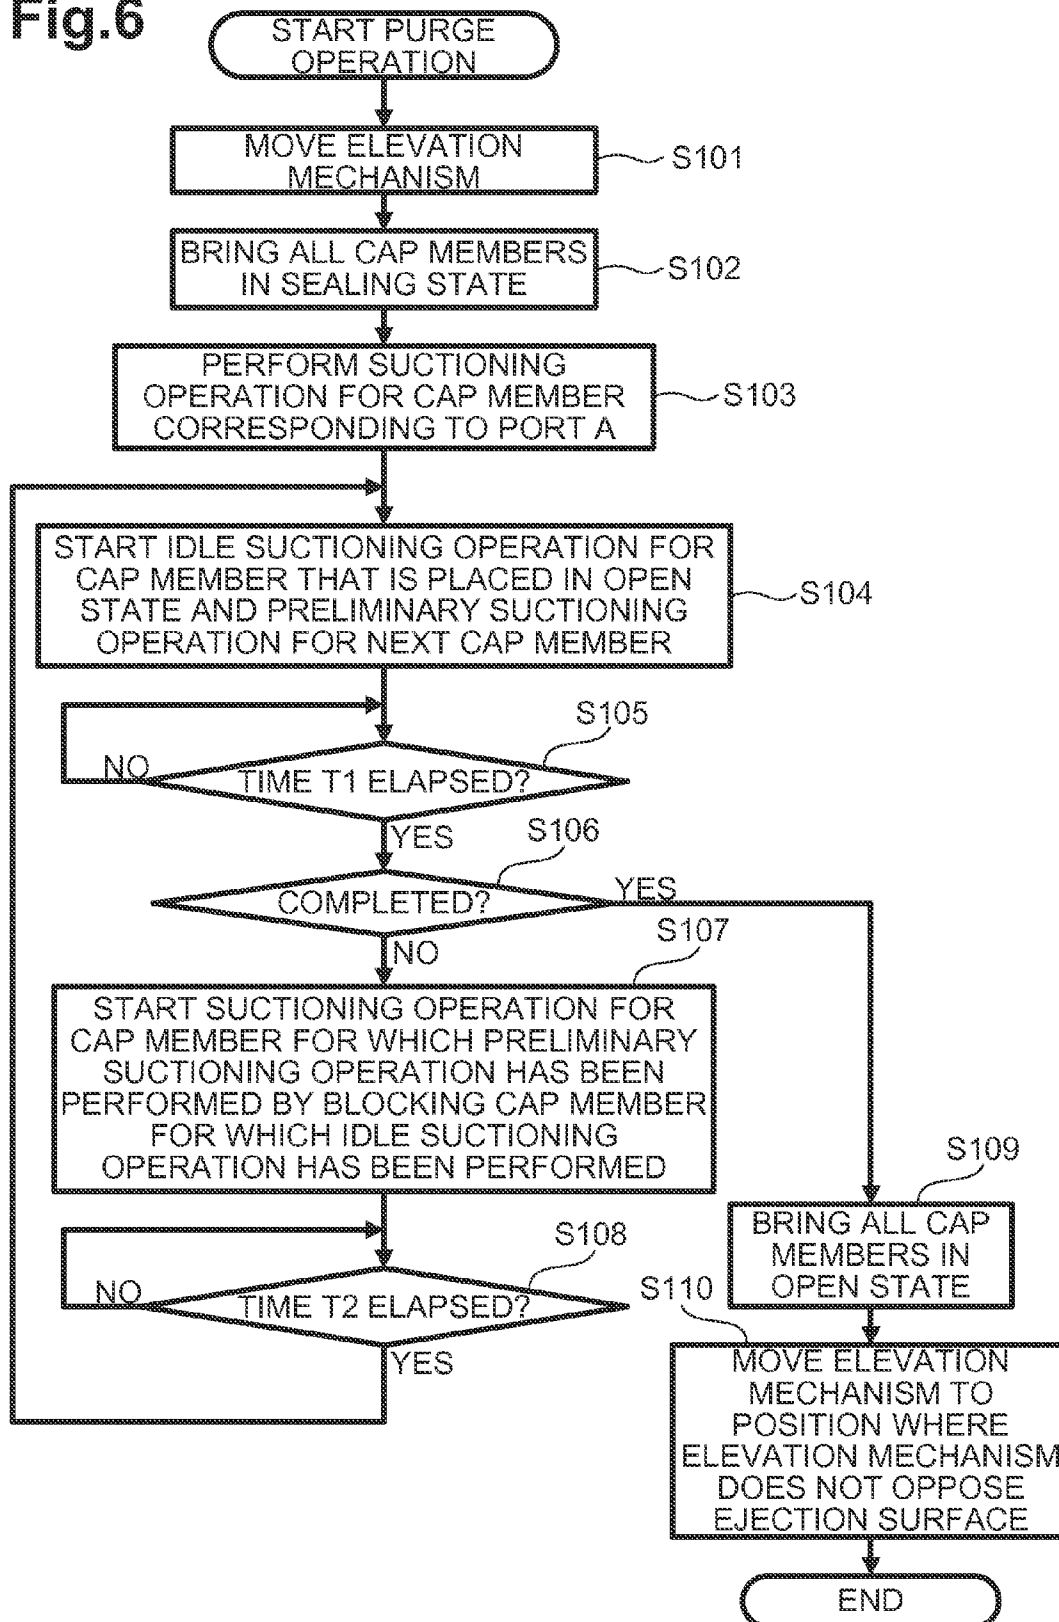 Fig.6
START PURGE
OPERATION
MOVE ELEVATION
MECHANISM
S101
BRING ALL CAP MEMBERS
IN SEALING STATE
S102
PERFORM SUCTIONING
OPERATION FOR CAP MEMBER
CORRESPONDING TO PORT A
S103
START IDLE SUCTIONING OPERATION FOR
CAP MEMBER THAT IS PLACED IN OPEN
STATE AND PRELIMINARY SUCTIONING
OPERATION FOR NEXT CAP MEMBER
S104
S105
NO
TIME T1 ELAPSED?
YES
S106
COMPLETED?
YES
NO
S107
START SUCTIONING OPERATION FOR
CAP MEMBER FOR WHICH PRELIMINARY
SUCTIONING OPERATION HAS BEEN
PERFORMED BY BLOCKING CAP MEMBER
FOR WHICH IDLE SUCTIONING
OPERATION HAS BEEN PERFORMED
S108
NO
TIME T2 ELAPSED?
YES
S109
BRING ALL CAP
MEMBERS IN
OPEN STATE
S110
MOVE ELEVATION
MECHANISM TO
POSITION WHERE
ELEVATION MECHANISM
DOES NOT OPPOSE
EJECTION SURFACE
END